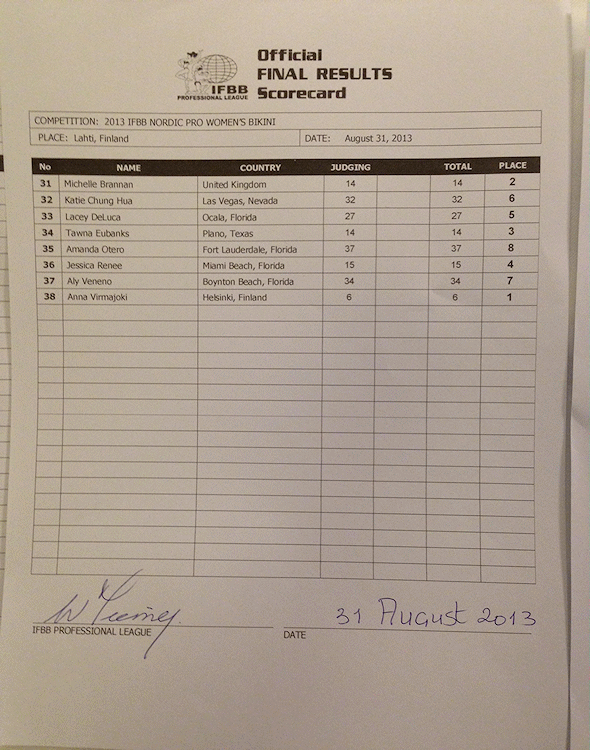 Official
FINAL RESULTS
Scorecard
IFBB
PROFESSIONAL LEAGUE
COMPETITION: 2013 IFBB NORDIC PRO WOMEN'S BIKINI
PLACE: Lahti, Finland DATE: August 31, 2013
No NAME COUNTRY JUDGING TOTAL PLACE
31 Michelle Brannan United Kingdom 14 14 2
32 Katie Chung Hua Las Vegas, Nevada 32 32 6
33 Lacey DeLuca Ocala, Florida 27 27 5
34 Tawna Eubanks Plano, Texas 14 14 3
35 Amanda Otero Fort Lauderdale, Florida 37 37 8
36 Jessica Renee Miami Beach, Florida 15 15 4
37 Aly Veneno Boynton Beach, Florida 34 34 7
38 Anna Virmajoki Helsinki, Finland 6 6 1
31 August 2013
IFBB PROFESSIONAL LEAGUE DATE